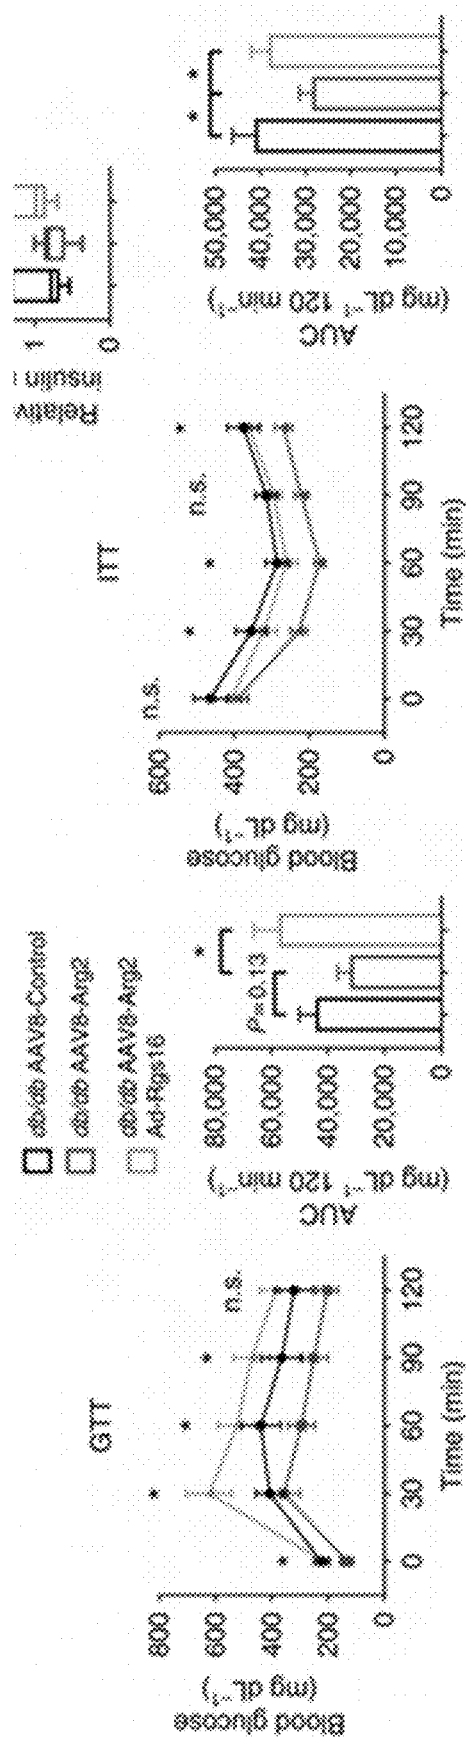 GTT
Blood glucose
(mg dL⁻¹)
800
600
400
200
0
*
*
*
*
n.s.
0 30 60 90 120
Time (min)
db/db AAV8-Control
db/db AAV8-Arg2
db/db AAV8-Arg2
Ad-Rgs16
AUC
(mg dL⁻¹ 120 min⁻¹)
80,000
60,000
40,000
20,000
0
*
P = 0.13
ITT
Blood glucose
(mg dL⁻¹)
600
400
200
0
n.s.
*
*
n.s.
*
0 30 60 90 120
Time (min)
Relativ
insulin
1
0
AUC
(mg dL⁻¹ 120 min⁻¹)
50,000
40,000
30,000
20,000
10,000
0
* *